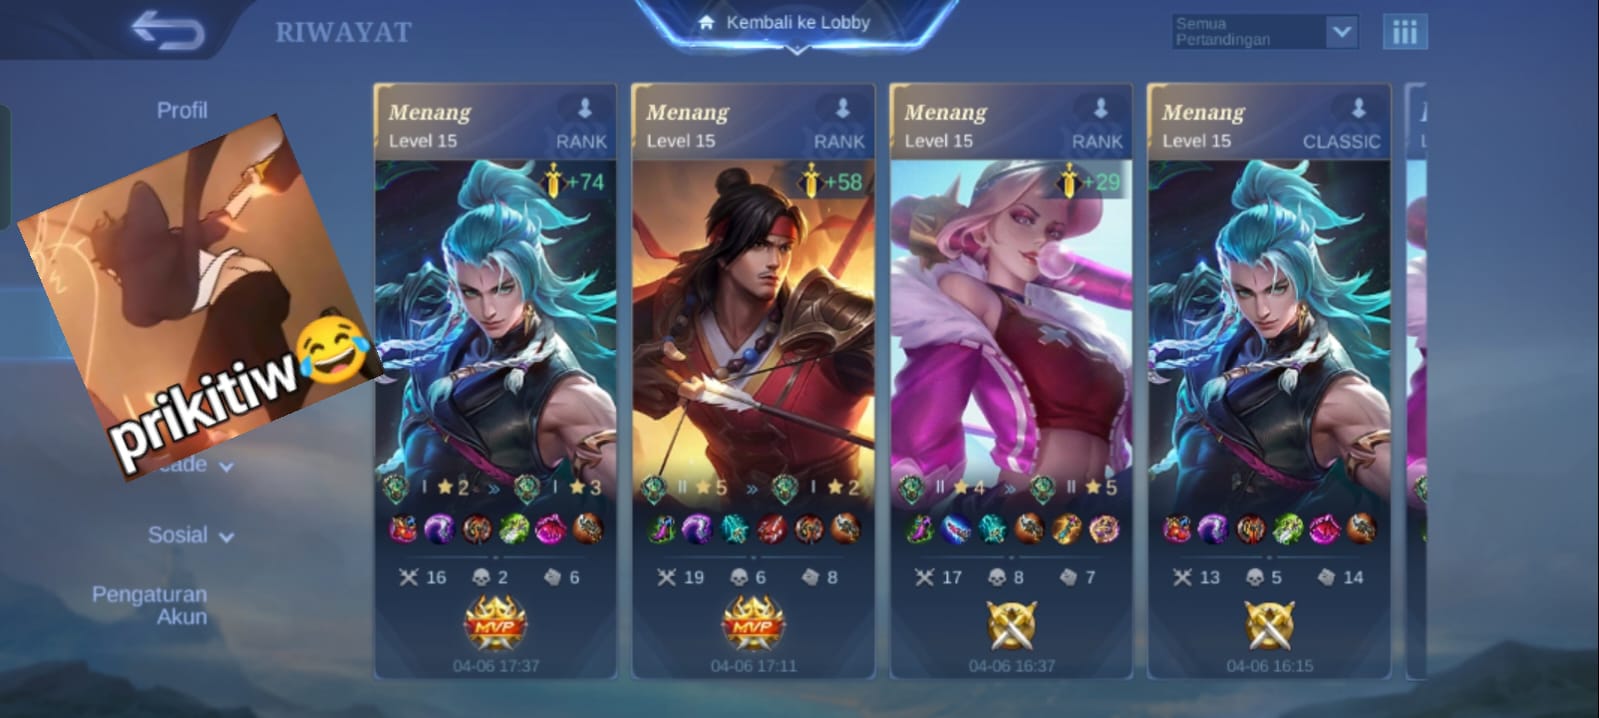 RIWAYAT
Kembali ke Lobby
Semua
Pertandingan
Profil
prikitiw😂
cade
Sosial
Pengaturan
Akun
Menang
Level 15 RANK
+74
I 2 » I 3
16 2 6
MVP
04-06 17:37
Menang
Level 15 RANK
+58
II 5 » I 2
19 6 8
MVP
04-06 17:11
Menang
Level 15 RANK
+29
II 4 » II 5
17 8 7
04-06 16:37
Menang
Level 15 CLASSIC
13 5 14
04-06 16:15